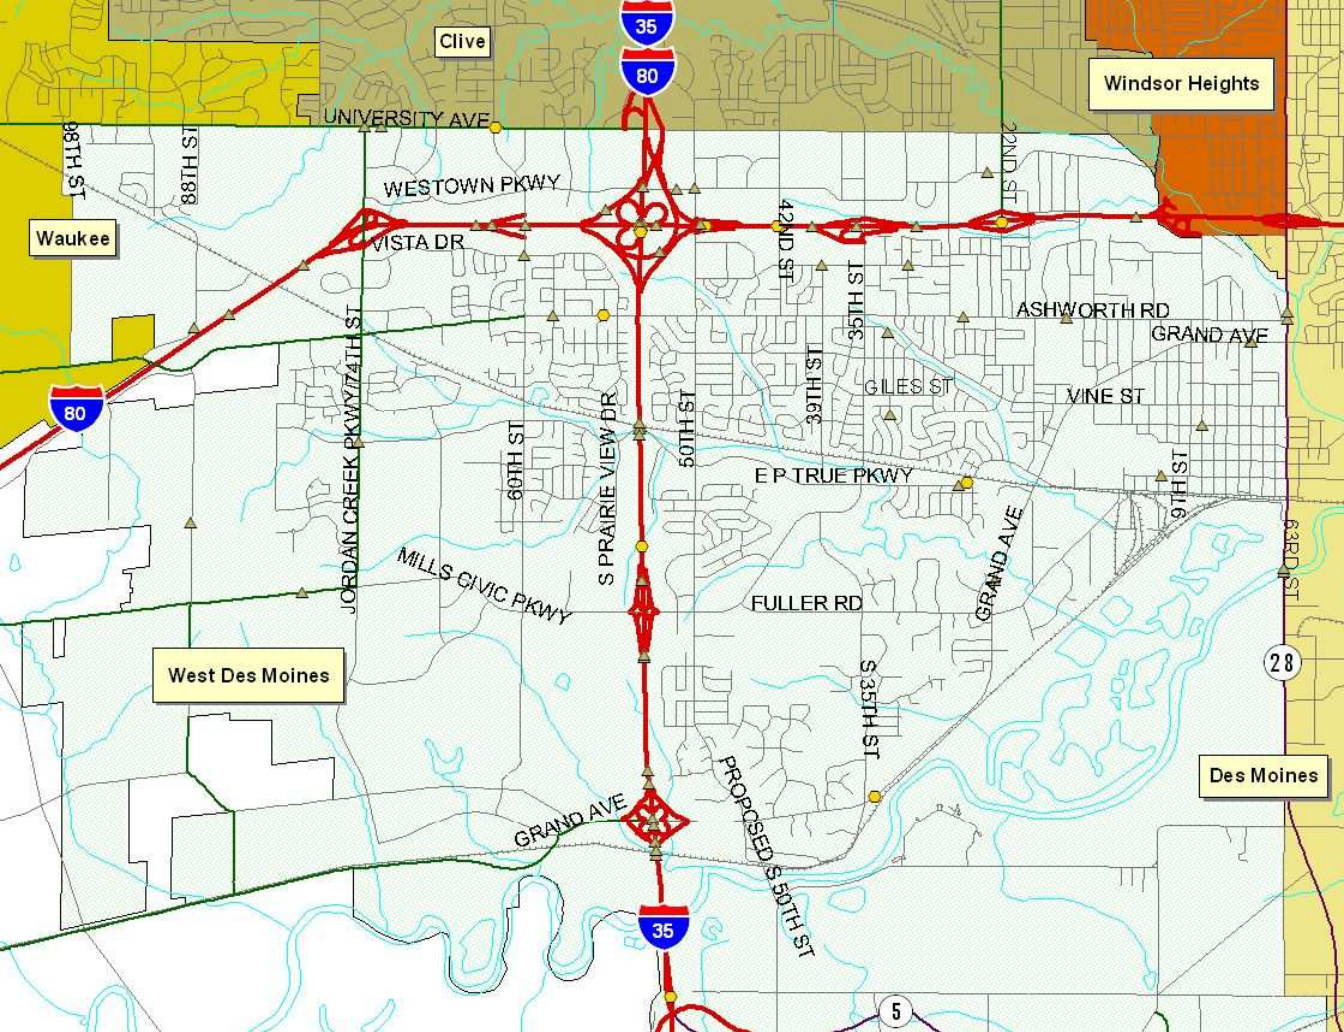 35
Clive
80
Windsor Heights
UNIVERSITY AVE
98TH ST
88TH ST
22ND ST
WESTOWN PKWY
Waukee
VISTA DR
42ND ST
35TH ST
ASHWORTH RD
GRAND AVE
JORDAN CREEK PKWY/74TH ST
39TH ST
GILES ST
VINE ST
80
S PRAIRIE VIEW DR
50TH ST
60TH ST
E P TRUE PKWY
9TH ST
GRAND AVE
63RD ST
MILLS CIVIC PKWY
FULLER RD
West Des Moines
28
S 35TH ST
Des Moines
PROPOSED S 50TH ST
GRAND AVE
35
5